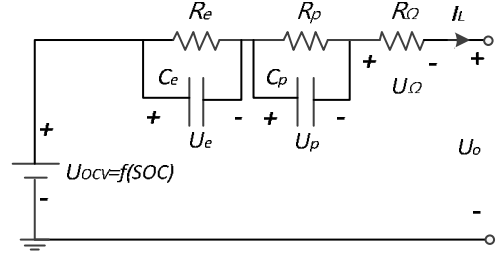 Re Rp RΩ IL
+ -
+
Ce Cp
UΩ
+ - + -
Ue Up
Uo
+
UOCV=f(SOC)
-
-